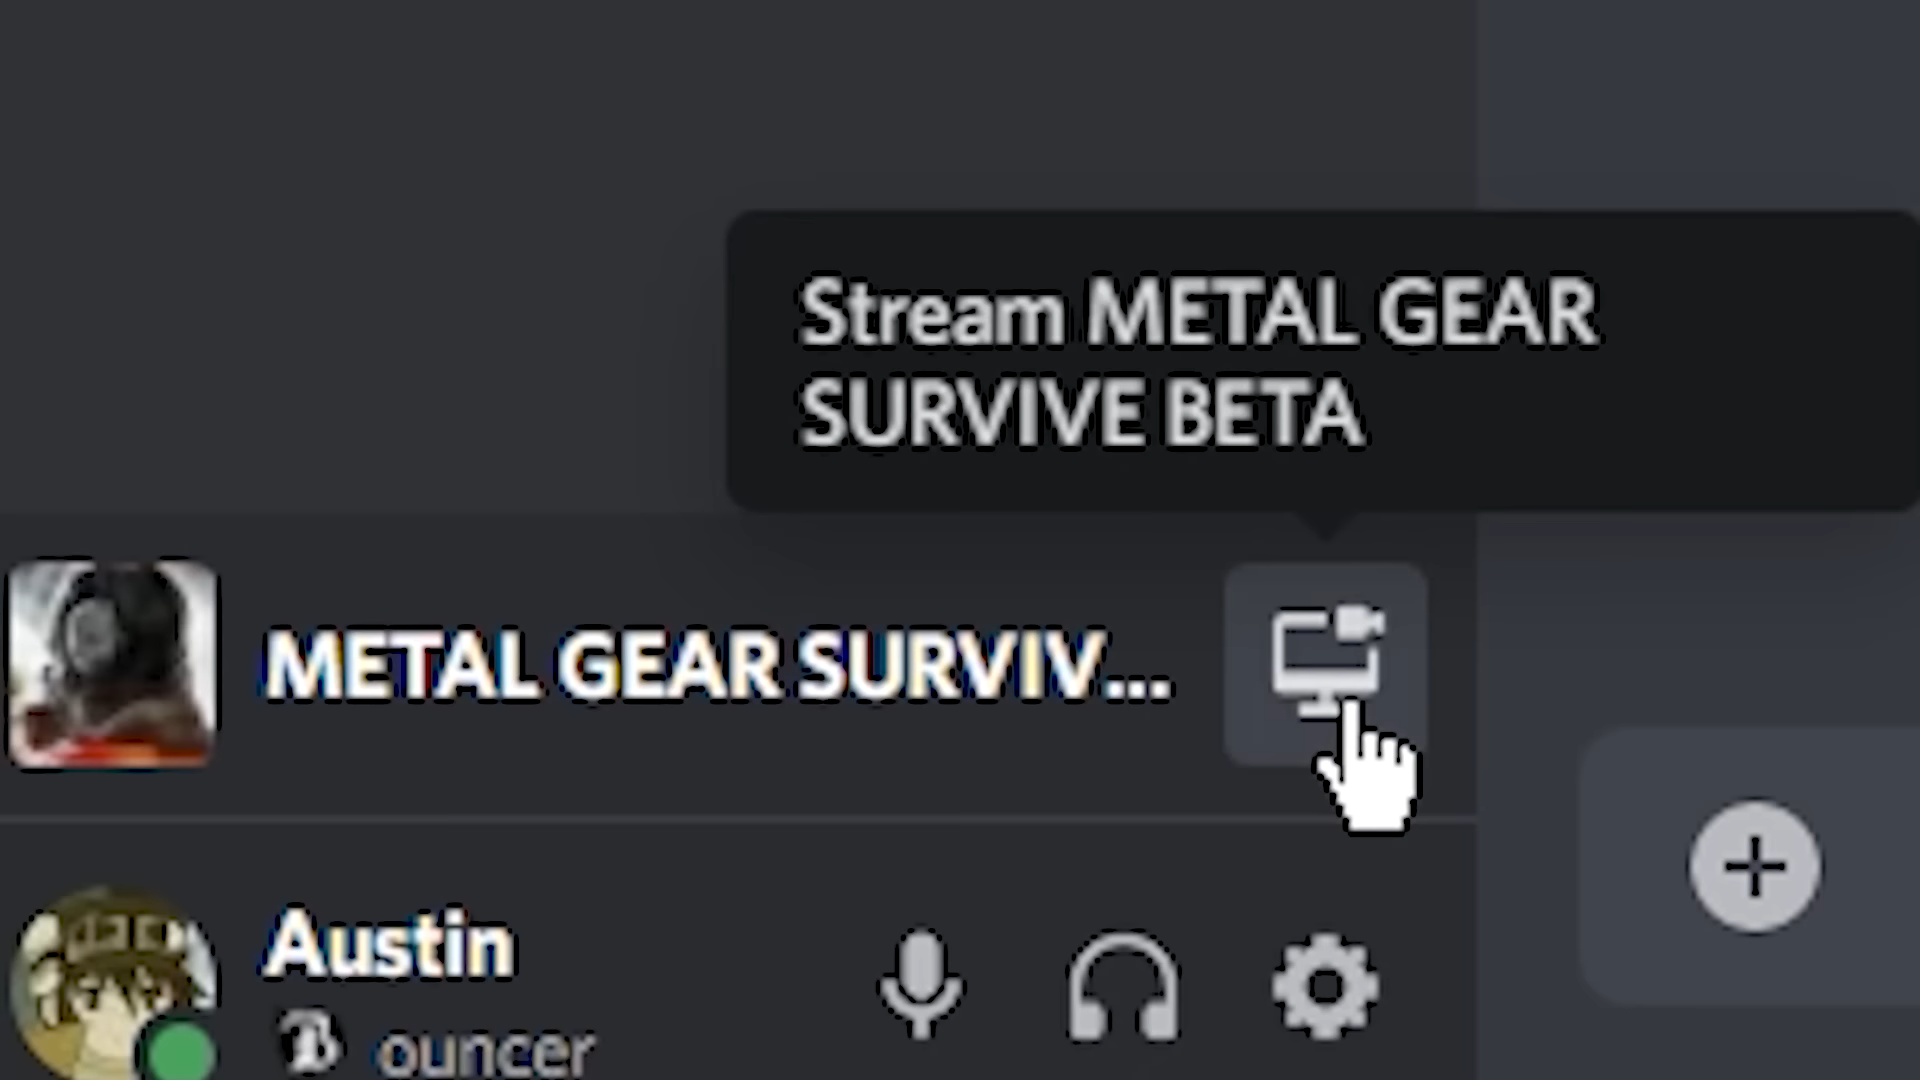 Stream METAL GEAR
SURVIVE BETA
METAL GEAR SURVIV...
Austin
B ouncer